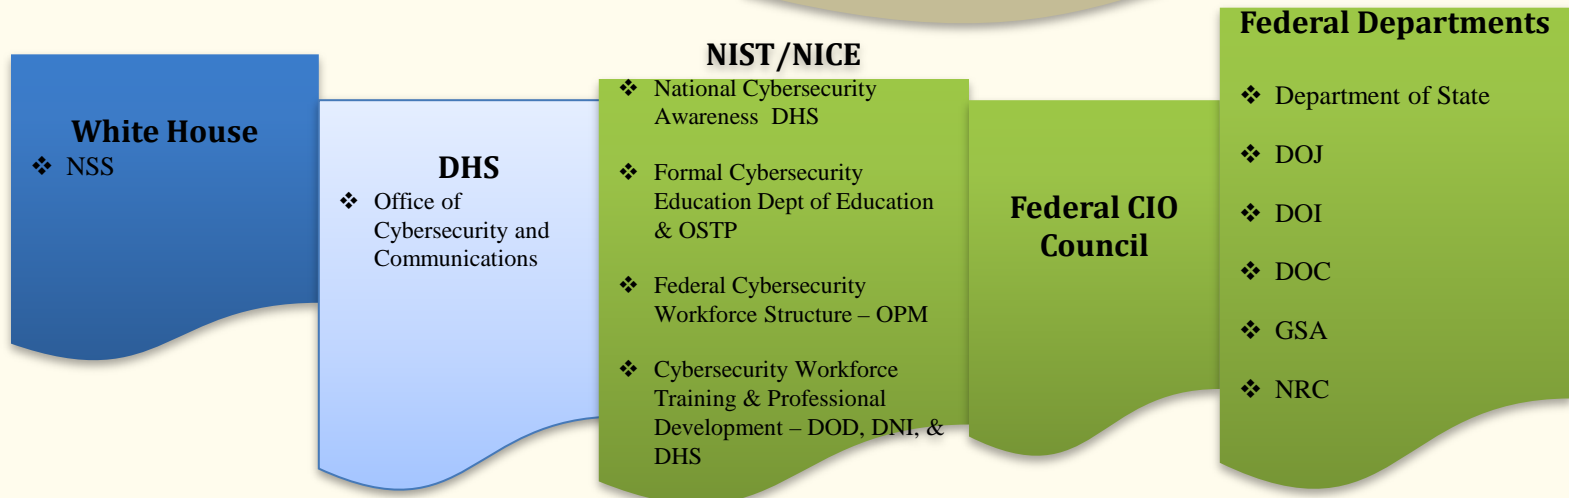 White House
❖ NSS
DHS
❖ Office of
Cybersecurity and
Communications
NIST/NICE
❖ National Cybersecurity
Awareness  DHS
❖ Formal Cybersecurity
Education Dept of Education
& OSTP
❖ Federal Cybersecurity
Workforce Structure – OPM
❖ Cybersecurity Workforce
Training & Professional
Development – DOD, DNI, &
DHS
Federal CIO
Council
Federal Departments
❖ Department of State
❖ DOJ
❖ DOI
❖ DOC
❖ GSA
❖ NRC